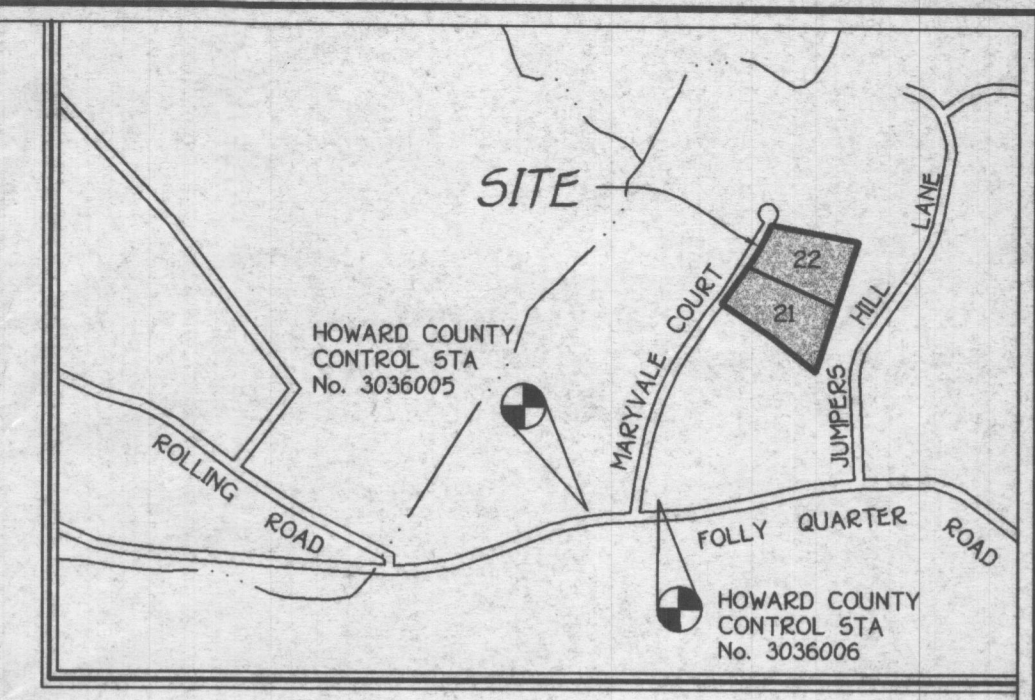 SITE
22
21
LANE
HILL
JUMPERS
MARYVALE COURT
HOWARD COUNTY
CONTROL STA
No. 3036005
ROLLING ROAD
FOLLY QUARTER ROAD
HOWARD COUNTY
CONTROL STA
No. 3036006